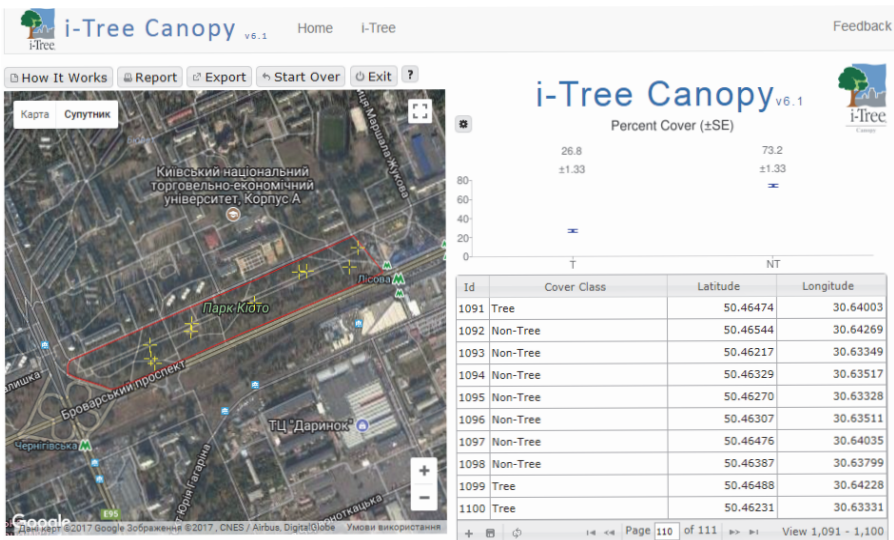 i-Tree
i-Tree Canopy v6.1
Home
i-Tree
Feedback
How It Works
Report
Export
Start Over
Exit
?
Карта
Супутник
Київський національний
торговельно-економічний
університет, Корпус А
Маршала Жукова
Лісова
Парк Кіото
Броварський проспект
ТЦ "Даринок"
Чернігівська
Юрія Гагаріна
E95
Google
Дані карт ©2017 Google Зображення ©2017 , CNES / Airbus, DigitalGlobe
Умови використання
+
−
i-Tree Canopy v6.1
i-Tree
Canopy
Percent Cover (±SE)
26.8
73.2
±1.33
±1.33
80
60
40
20
0
T
NT
Id Cover Class Latitude Longitude
1091 Tree 50.46474 30.64003
1092 Non-Tree 50.46544 30.64269
1093 Non-Tree 50.46217 30.63349
1094 Non-Tree 50.46329 30.63517
1095 Non-Tree 50.46270 30.63328
1096 Non-Tree 50.46307 30.63511
1097 Non-Tree 50.46476 30.64035
1098 Non-Tree 50.46387 30.63799
1099 Tree 50.46488 30.64228
1100 Tree 50.46231 30.63331
Page 110 of 111
View 1,091 - 1,100